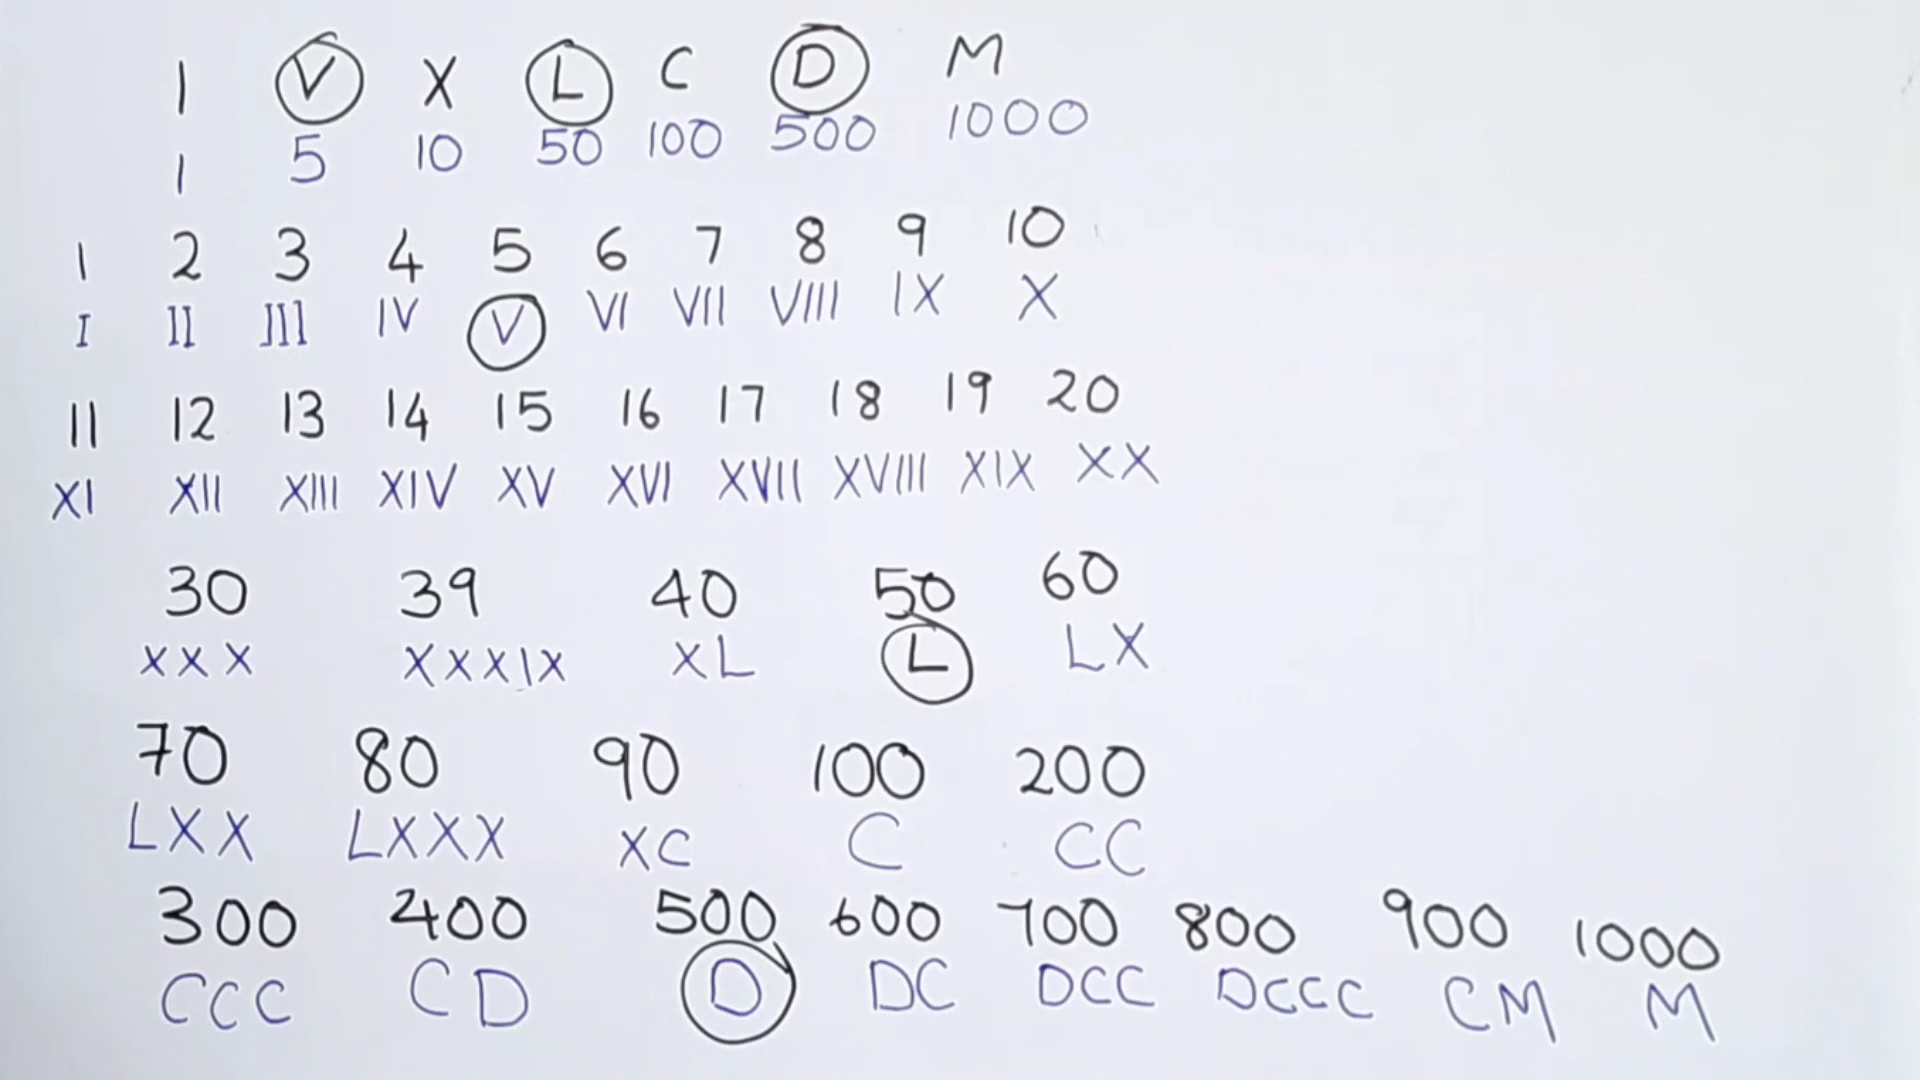 I V X L C D M
1 5 10 50 100 500 1000
1 2 3 4 5 6 7 8 9 10
I II III IV V VI VII VIII IX X
11 12 13 14 15 16 17 18 19 20
XI XII XIII XIV XV XVI XVII XVIII XIX XX
30 39 40 50 60
XXX XXXIX XL L LX
70 80 90 100 200
LXX LXXX XC C CC
300 400 500 600 700 800 900 1000
CCC CD D DC DCC DCCC CM M